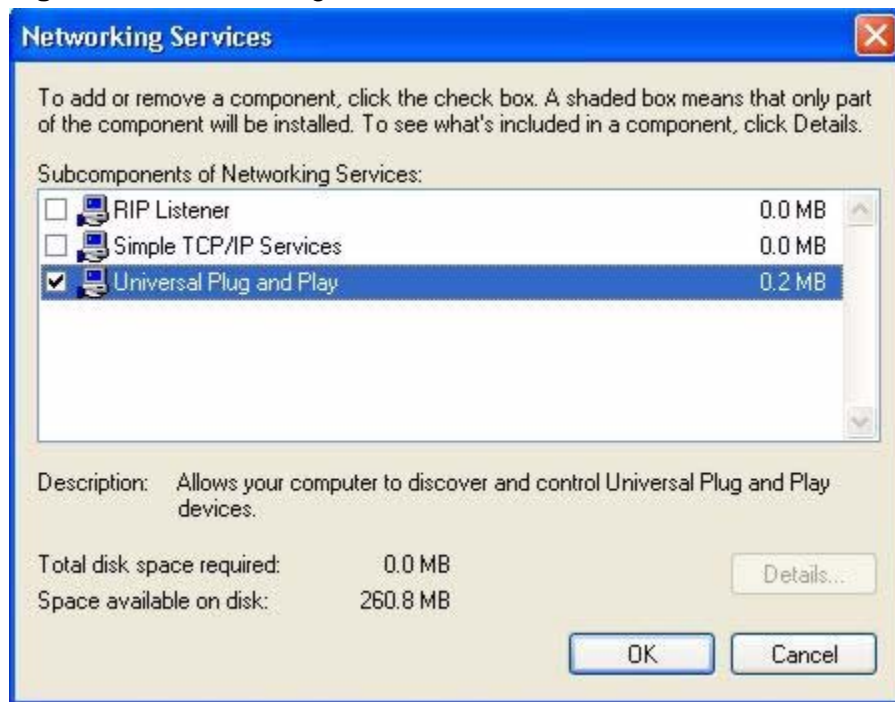 Networking Services
To add or remove a component, click the check box. A shaded box means that only part
of the component will be installed. To see what's included in a component, click Details.
Subcomponents of Networking Services:
RIP Listener 0.0 MB
Simple TCP/IP Services 0.0 MB
Universal Plug and Play 0.2 MB
Description: Allows your computer to discover and control Universal Plug and Play
devices.
Total disk space required: 0.0 MB
Details...
Space available on disk: 260.8 MB
OK Cancel